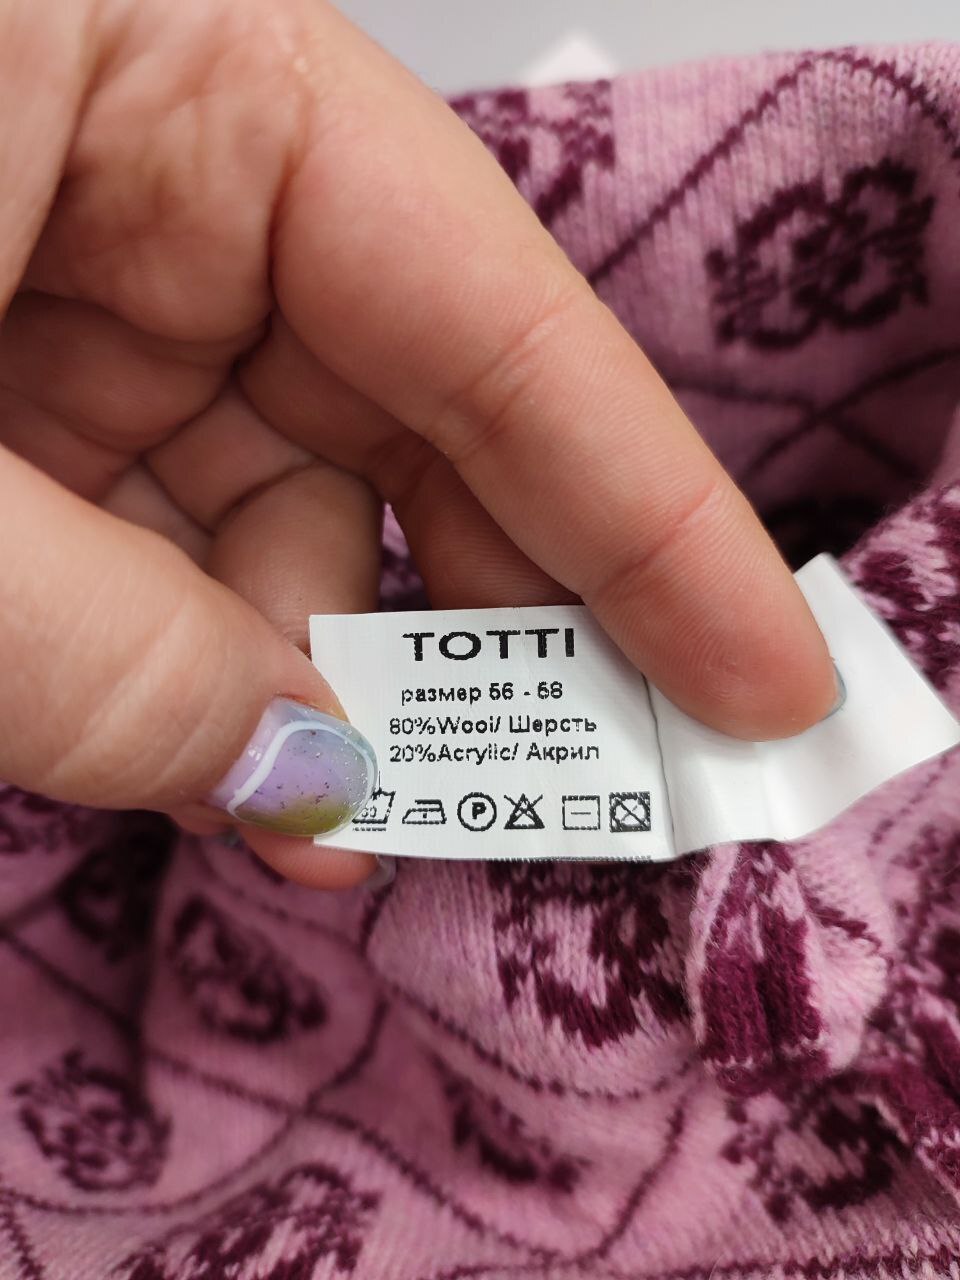 TOTTI
размер 56 - 58
80%Wool/ Шерсть
20%Acrylic/ Акрил
P